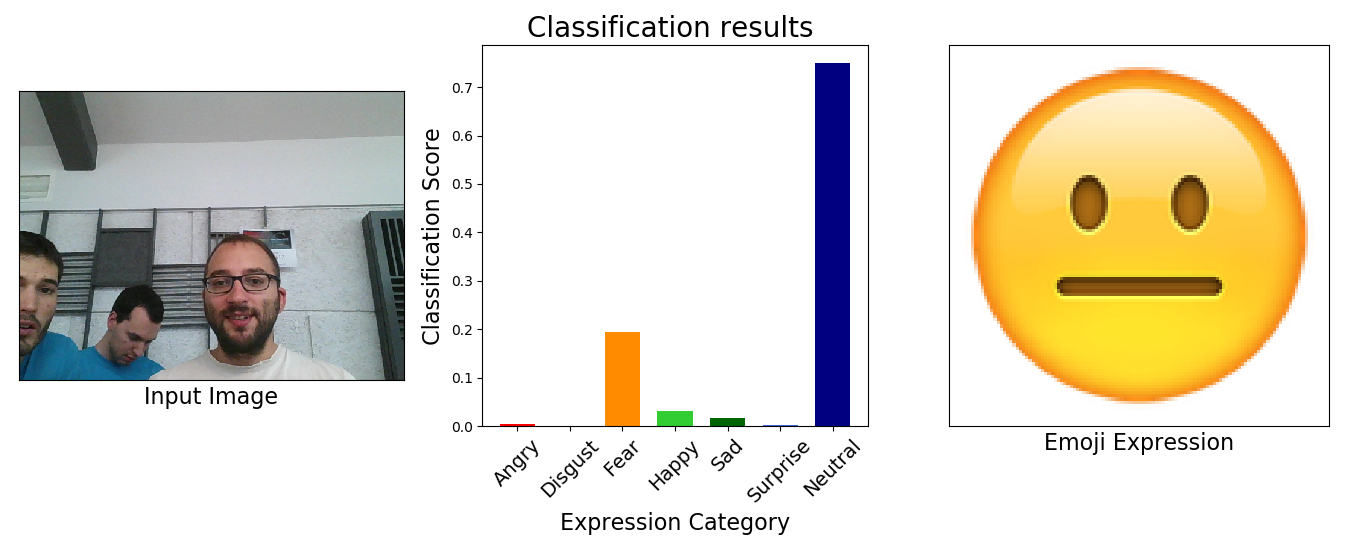 Classification results
Classification Score
0.7
0.6
0.5
0.4
0.3
0.2
0.1
0.0
Angry
Disgust
Fear
Happy
Sad
Surprise
Neutral
Expression Category
Input Image
Emoji Expression